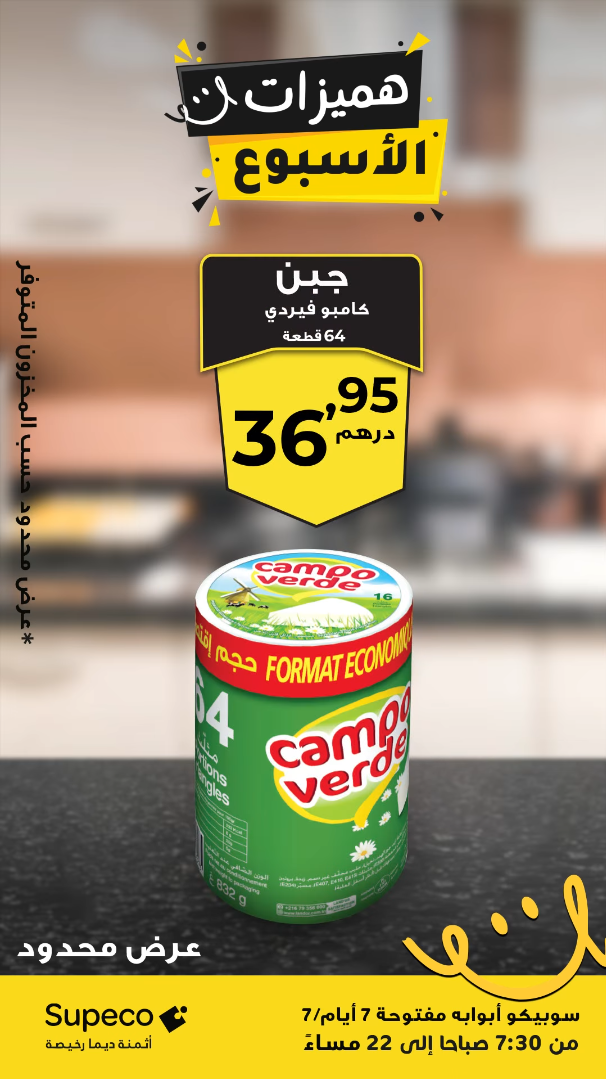 هميزات
الأسبوع
جبن
كامبو فيردي
64 قطعة
36,95
درهم
*عرض محدود حسب المخزون المتوفر
campo
verde
16
حجم إقتصا FORMAT ECONOMIQUE
64
campo
verde
832 g
عرض محدود
سوبيكو أبوابه مفتوحة 7 أيام/7
من 7:30 صباحا إلى 22 مساءً
Supeco
أثمنة ديما رخيصة